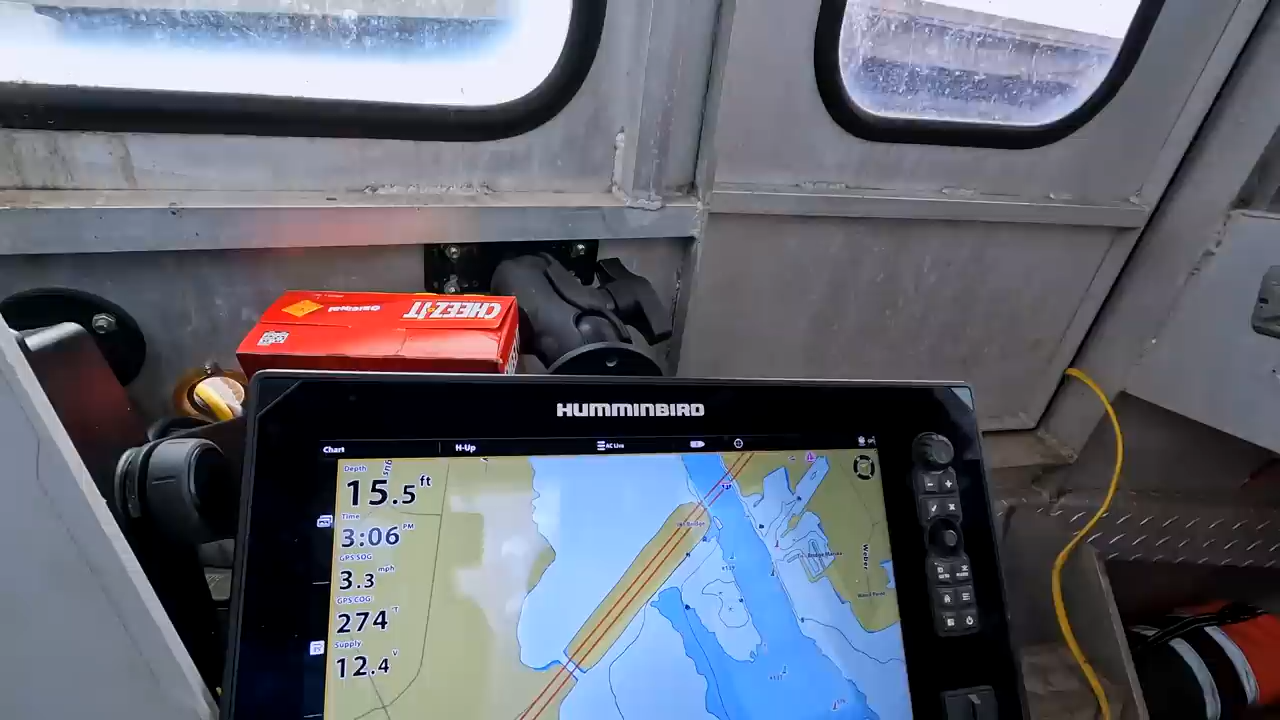 CHEEZ-IT
ORIGINAL
HUMMINBIRD
Chart
H-Up
AC Live
Depth
15.5 ft
Time
3:06 PM
GPS SOG
3.3 mph
GPS COG
274 °T
Supply
12.4 V
Weber